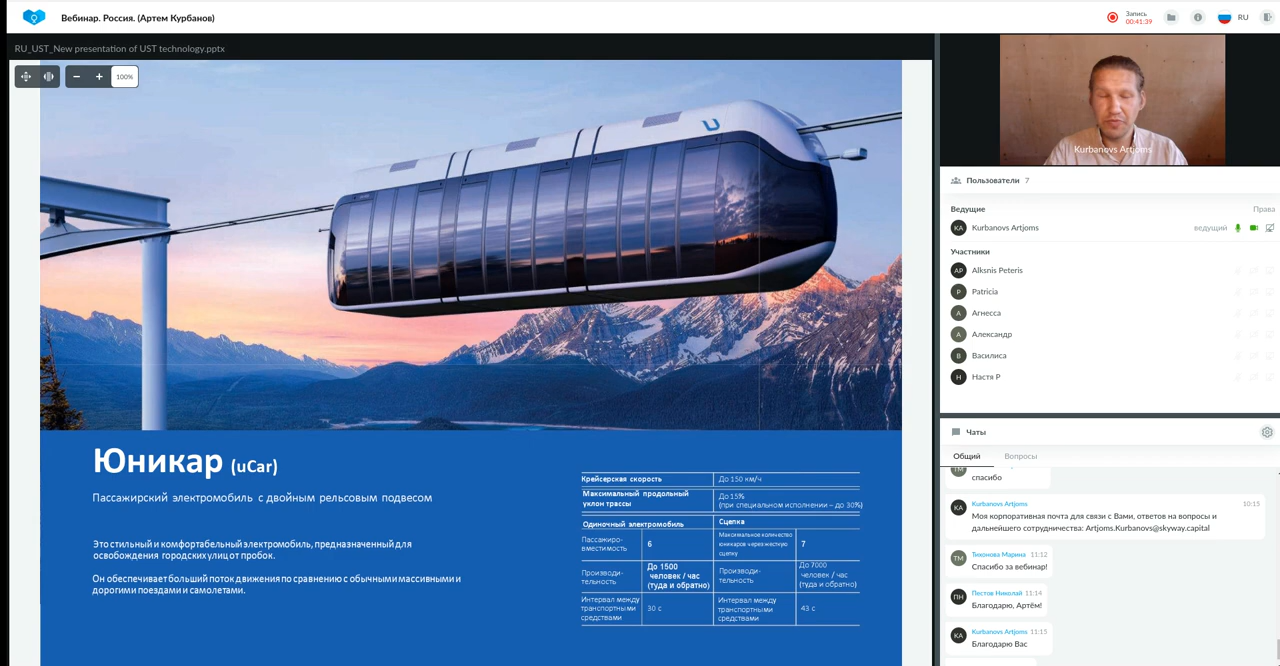 Вебинар. Россия. (Артем Курбанов)
Запись
00:41:39
RU
RU_UST_New presentation of UST technology.pptx
100%
Kurbanovs Artjoms
Пользователи 7
Ведущие
Права
KA
Kurbanovs Artjoms
ведущий
Участники
AP
Alksnis Peteris
P
Patricia
А
Агнесса
А
Александр
В
Василиса
Н
Настя Р
Чаты
Общий
Вопросы
TM
спасибо
KA
Kurbanovs Artjoms
10:15
Моя корпоративная почта для связи с Вами, ответов на вопросы и
дальнейшего сотрудничества: Artjoms.Kurbanovs@skyway.capital
ТМ
Тихонова Марина 11:12
Спасибо за вебинар!
ПН
Пестов Николай 11:14
Благодарю, Артём!
KA
Kurbanovs Artjoms 11:15
Благодарю Вас
Юникар (uCar)
Пассажирский электромобиль с двойным рельсовым подвесом
Это стильный и комфортабельный электромобиль, предназначенный для
освобождения городских улиц от пробок.
Он обеспечивает больший поток движения по сравнению с обычными массивными и
дорогими поездами и самолетами.
Крейсерская скорость
До 150 км/ч
Максимальный продольный
уклон трассы
До 15%
(при специальном исполнении – до 30%)
Одиночный электромобиль
Сцепка
Пассажиро-
вместимость
6
Максимальное количество
юникаров через жесткую
сцепку
7
Производи-
тельность
До 1500
человек / час
(туда и обратно)
Производи-
тельность
До 7000
человек / час
(туда и обратно)
Интервал между
транспортными
средствами
30 с
Интервал между
транспортными
средствами
43 с